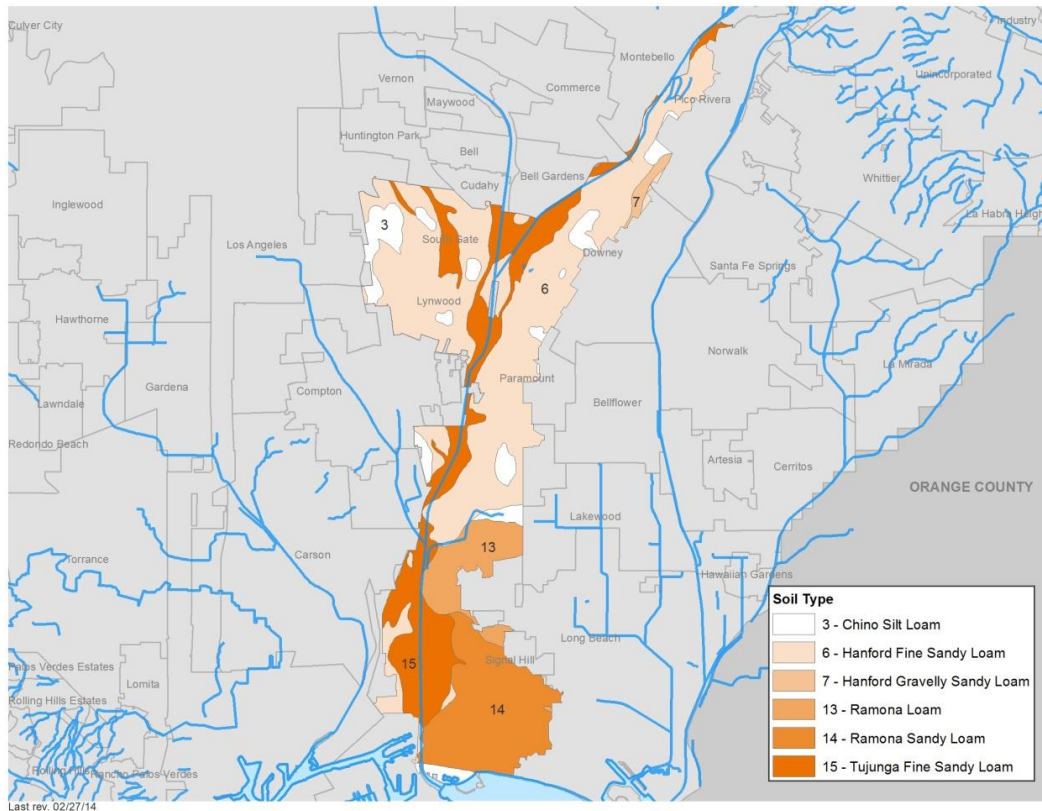 Culver City
Industry
Montebello
Unincorporated
Vernon
Commerce
Pico Rivera
Maywood
Huntington Park
Bell
Whittier
Cudahy
Bell Gardens
Inglewood
7
La Habra Heigh
3
South Gate
Los Angeles
Downey
Santa Fe Springs
6
Lynwood
Hawthorne
Norwalk
La Mirada
Gardena
Paramount
Compton
Bellflower
Lawndale
Redondo Beach
Artesia
Cerritos
ORANGE COUNTY
Lakewood
13
Carson
Torrance
Hawaiian Gardens
Soil Type
3 - Chino Silt Loam
6 - Hanford Fine Sandy Loam
7 - Hanford Gravelly Sandy Loam
13 - Ramona Loam
14 - Ramona Sandy Loam
15 - Tujunga Fine Sandy Loam
Long Beach
15
Signal Hill
Palos Verdes Estates
Lomita
Rolling Hills Estates
14
Rolling Hills
Rancho Palos Verdes
Last rev. 02/27/14